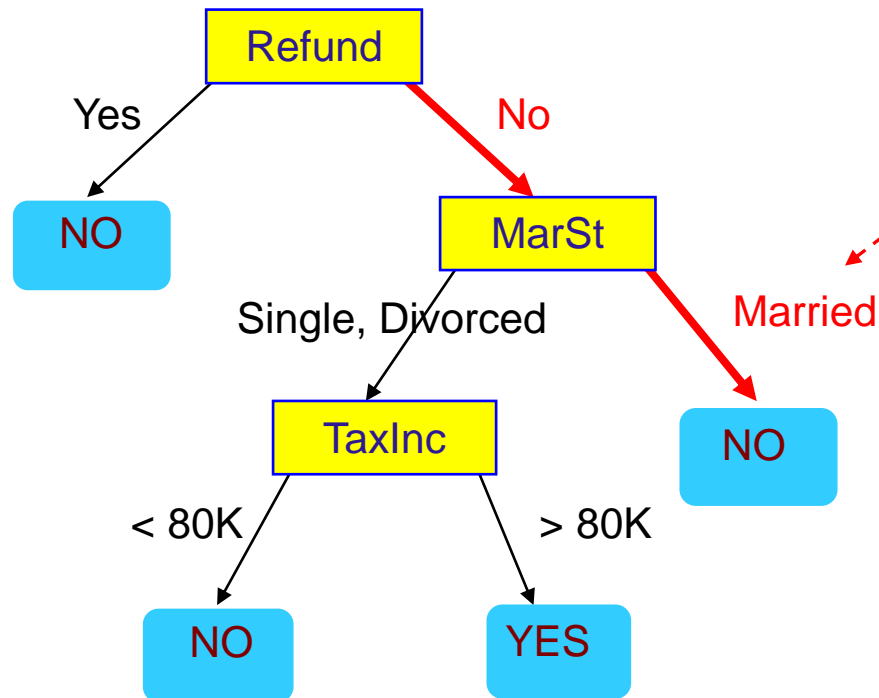 Refund
Yes
No
NO
MarSt
Single, Divorced
Married
TaxInc
NO
< 80K
> 80K
NO
YES